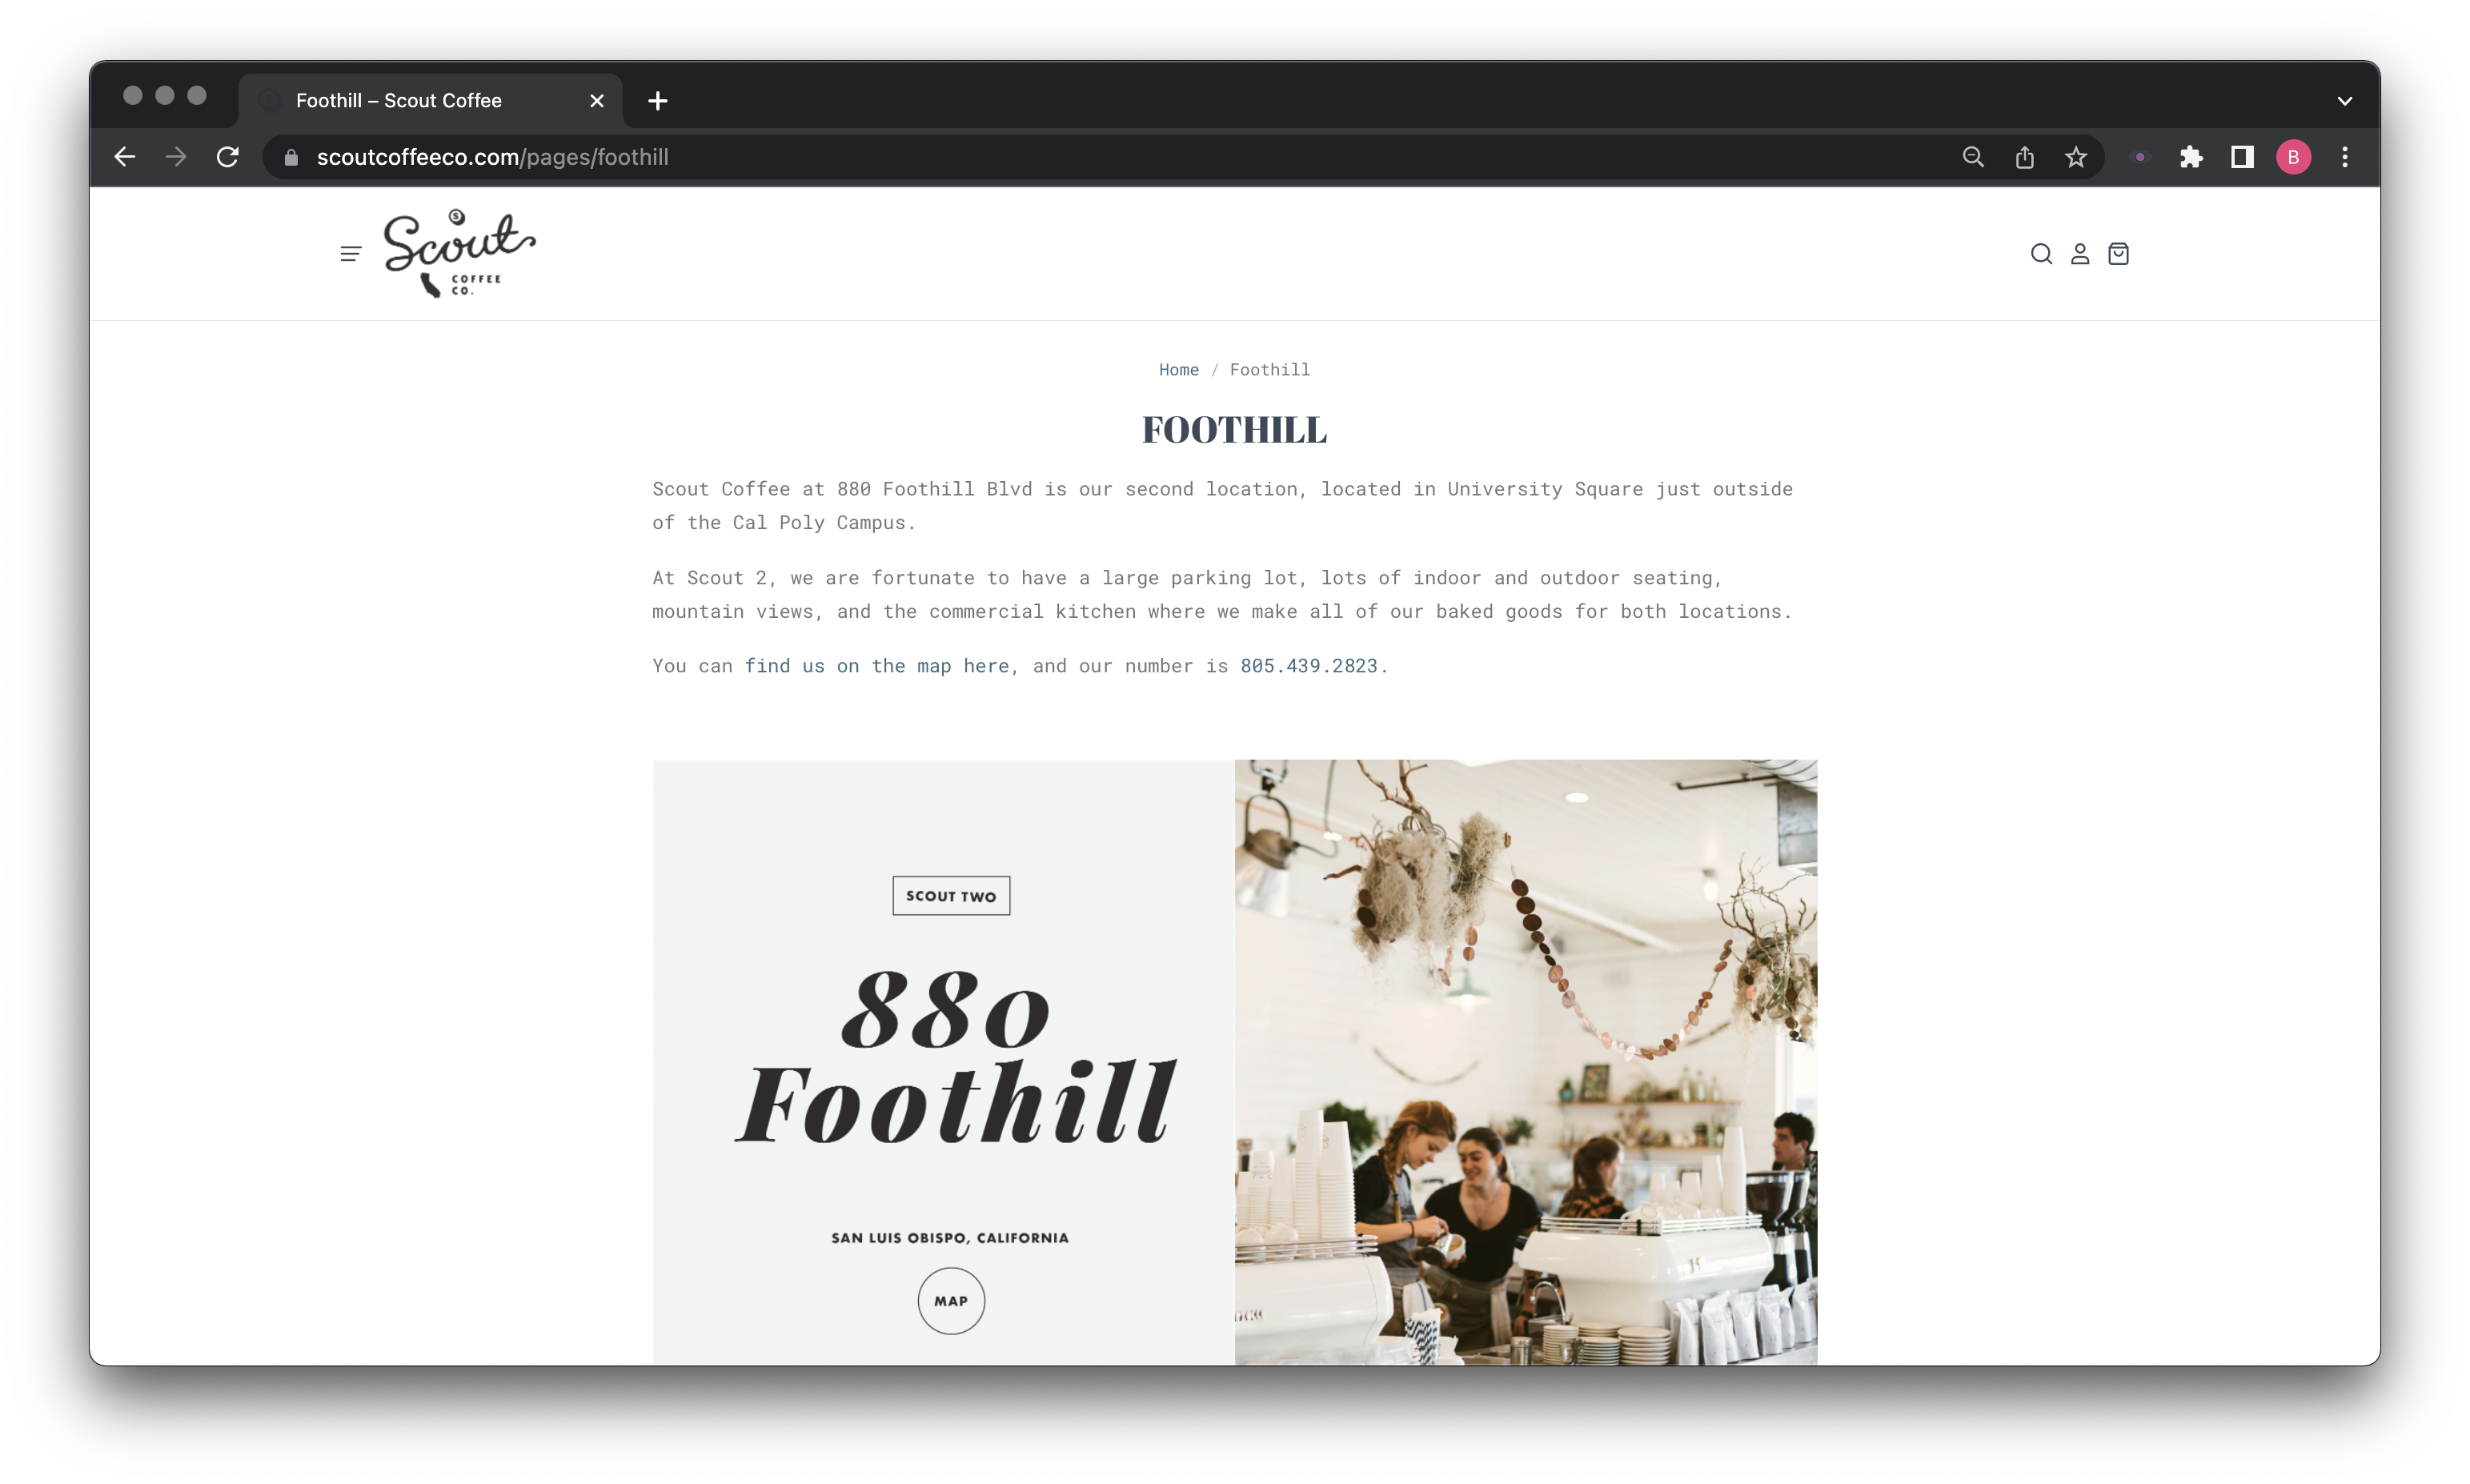 Foothill – Scout Coffee
scoutcoffeeco.com/pages/foothill
B
S
Scout
COFFEE
CO.
Home / Foothill
FOOTHILL
Scout Coffee at 880 Foothill Blvd is our second location, located in University Square just outside
of the Cal Poly Campus.
At Scout 2, we are fortunate to have a large parking lot, lots of indoor and outdoor seating,
mountain views, and the commercial kitchen where we make all of our baked goods for both locations.
You can find us on the map here, and our number is 805.439.2823.
SCOUT TWO
880
Foothill
SAN LUIS OBISPO, CALIFORNIA
MAP